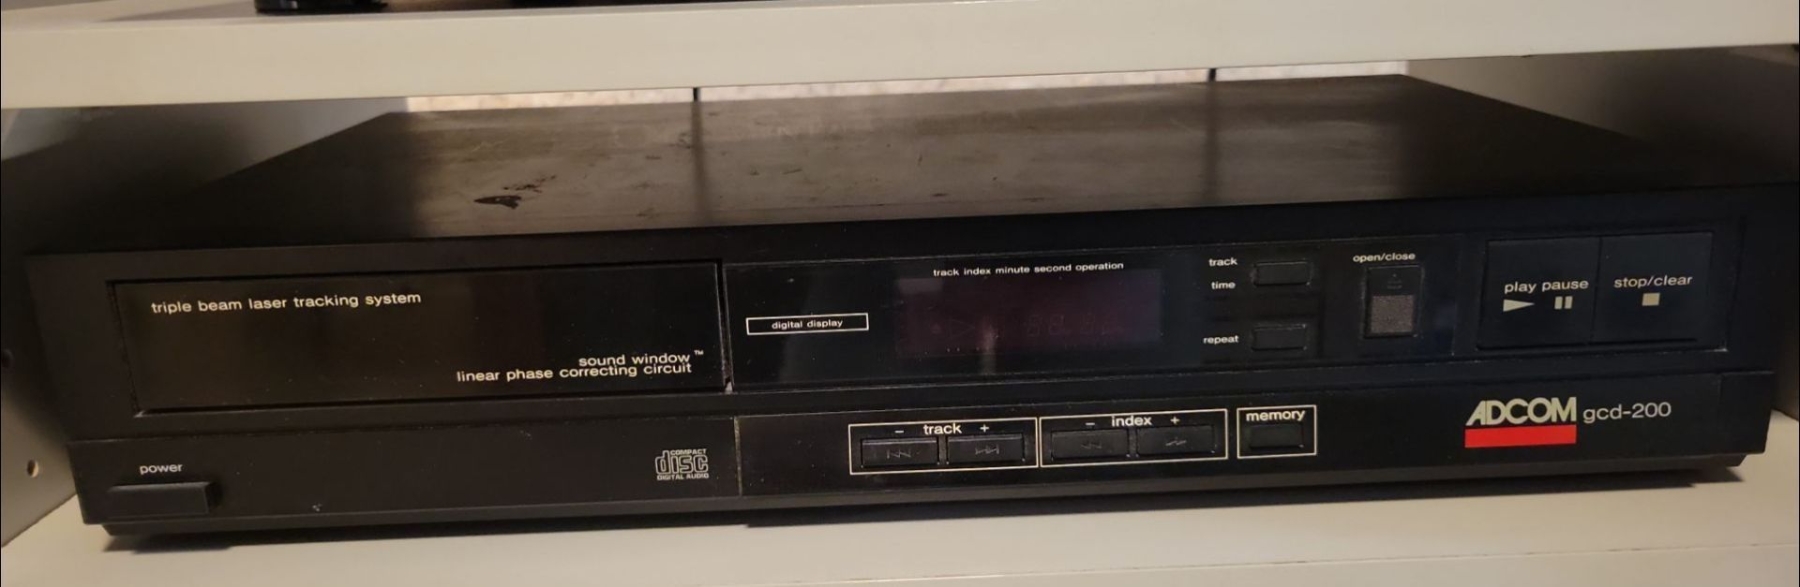 triple beam laser tracking system
sound window™
linear phase correcting circuit
track index minute second operation
digital display
track
time
repeat
open/close
play pause
stop/clear
power
COMPACT
disc
DIGITAL AUDIO
- track +
- index +
memory
ADCOM gcd-200